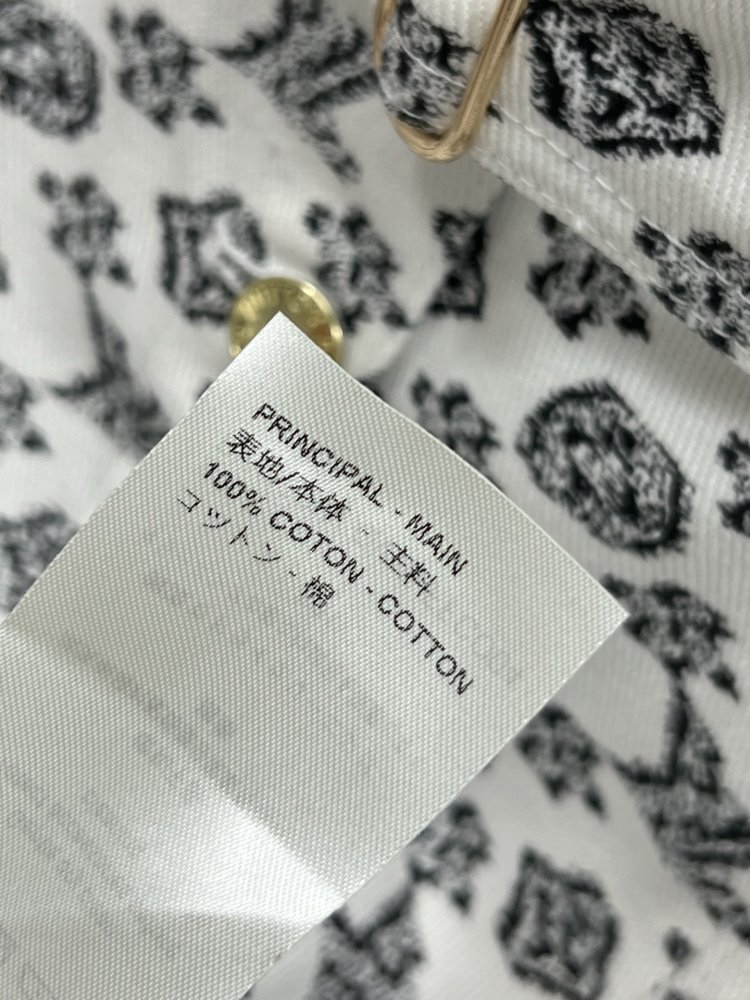 PRINCIPAL - MAIN
表地/本体 - 主料
100% COTON - COTTON
コットン - 棉